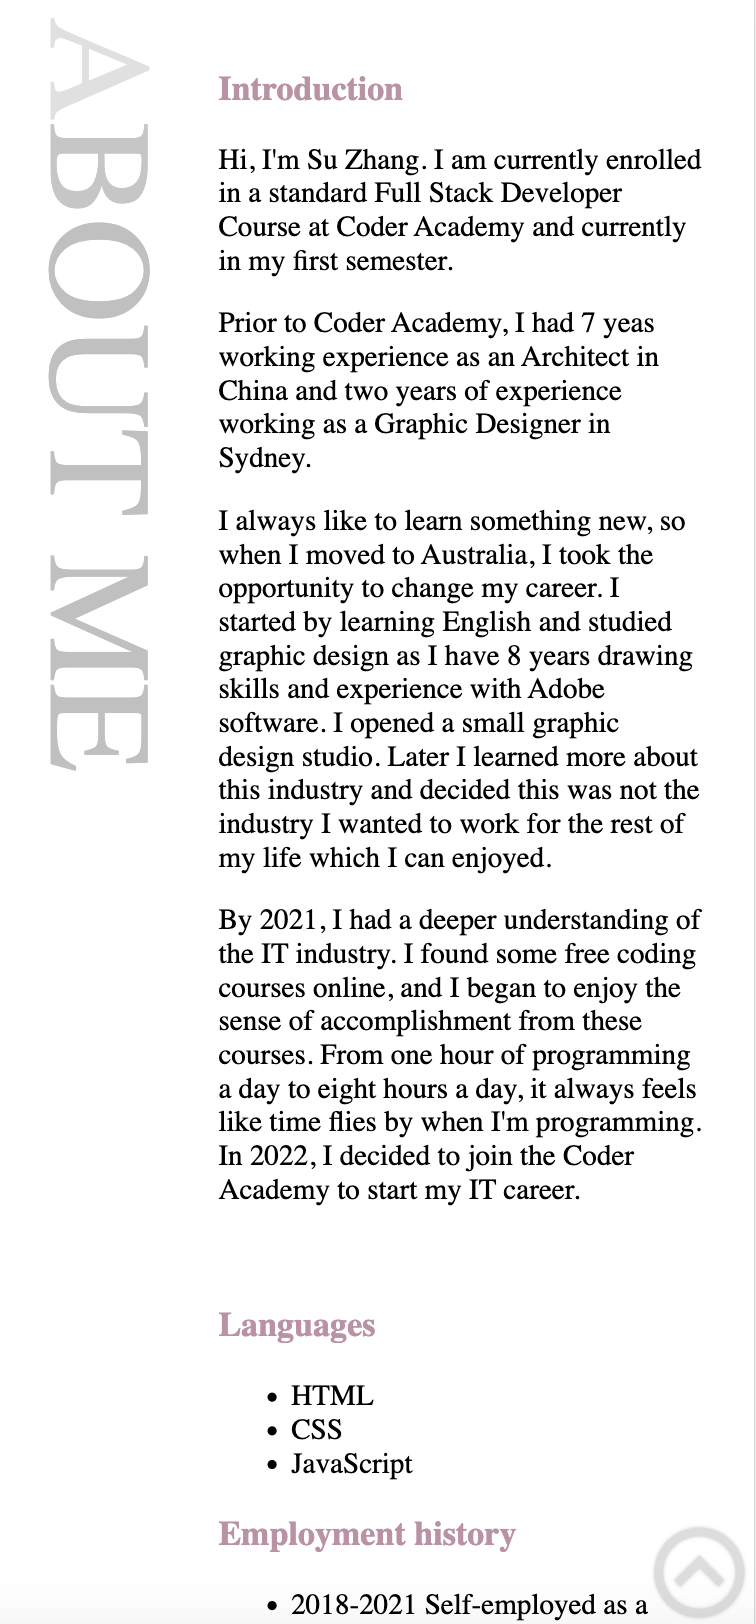 ABOUT ME
Introduction
Hi, I'm Su Zhang. I am currently enrolled
in a standard Full Stack Developer
Course at Coder Academy and currently
in my first semester.
Prior to Coder Academy, I had 7 yeas
working experience as an Architect in
China and two years of experience
working as a Graphic Designer in
Sydney.
I always like to learn something new, so
when I moved to Australia, I took the
opportunity to change my career. I
started by learning English and studied
graphic design as I have 8 years drawing
skills and experience with Adobe
software. I opened a small graphic
design studio. Later I learned more about
this industry and decided this was not the
industry I wanted to work for the rest of
my life which I can enjoyed.
By 2021, I had a deeper understanding of
the IT industry. I found some free coding
courses online, and I began to enjoy the
sense of accomplishment from these
courses. From one hour of programming
a day to eight hours a day, it always feels
like time flies by when I'm programming.
In 2022, I decided to join the Coder
Academy to start my IT career.
Languages
• HTML
• CSS
• JavaScript
Employment history
• 2018-2021 Self-employed as a